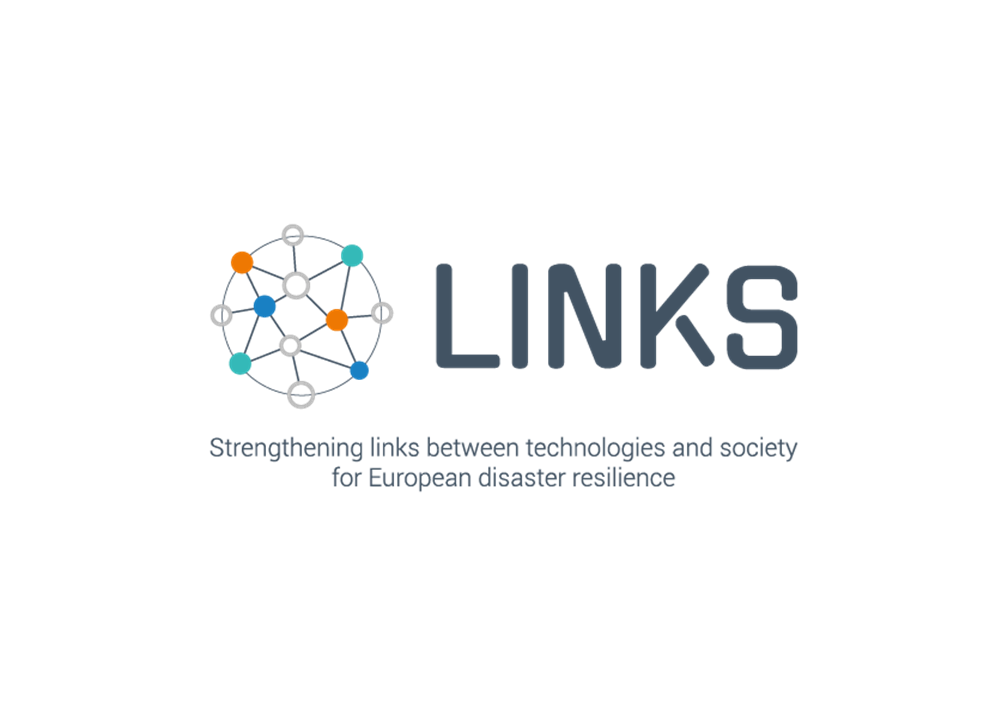 LINKS
Strengthening links between technologies and society
for European disaster resilience